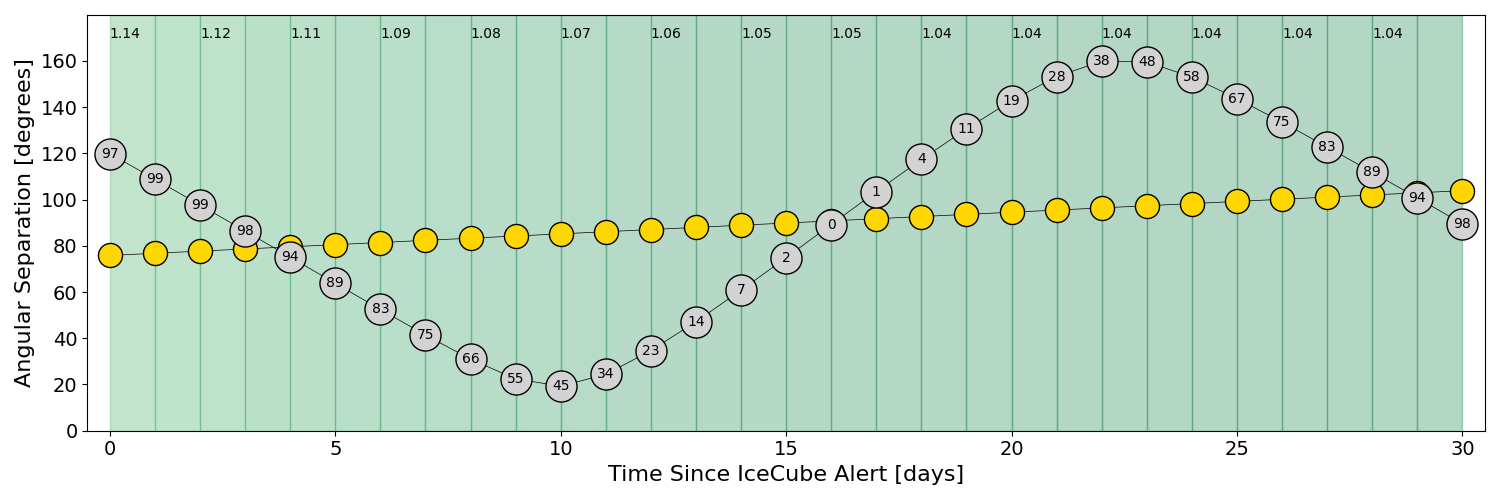 1.14 1.12 1.11 1.09 1.08 1.07 1.06 1.05 1.05 1.04 1.04 1.04 1.04 1.04 1.04
Angular Separation [degrees]
160
140
120
100
80
60
40
20
0
97 99 99 98 94 89 83 75 66 55 45 34 23 14 7 2 0 1 4 11 19 28 38 48 58 67 75 83 89 94 98
0 5 10 15 20 25 30
Time Since IceCube Alert [days]